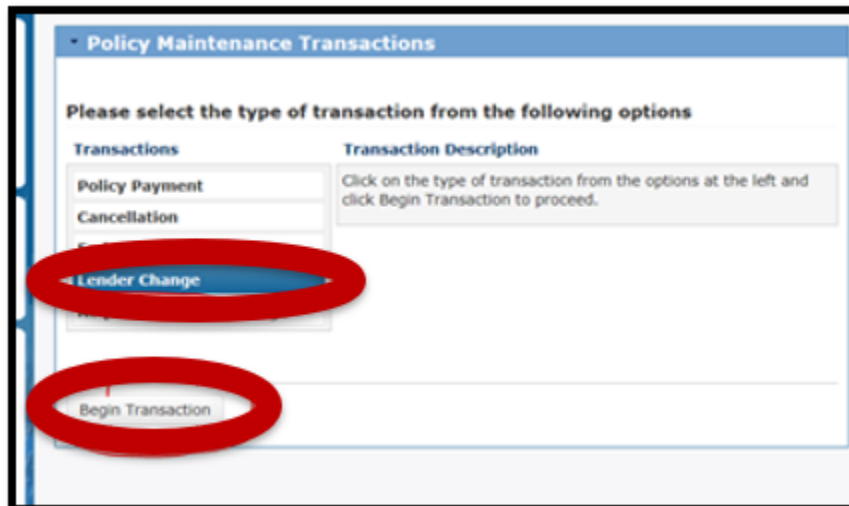 Policy Maintenance Transactions
Please select the type of transaction from the following options
Transactions
Transaction Description
Policy Payment
Click on the type of transaction from the options at the left and
click Begin Transaction to proceed.
Cancellation
Lender Change
Begin Transaction